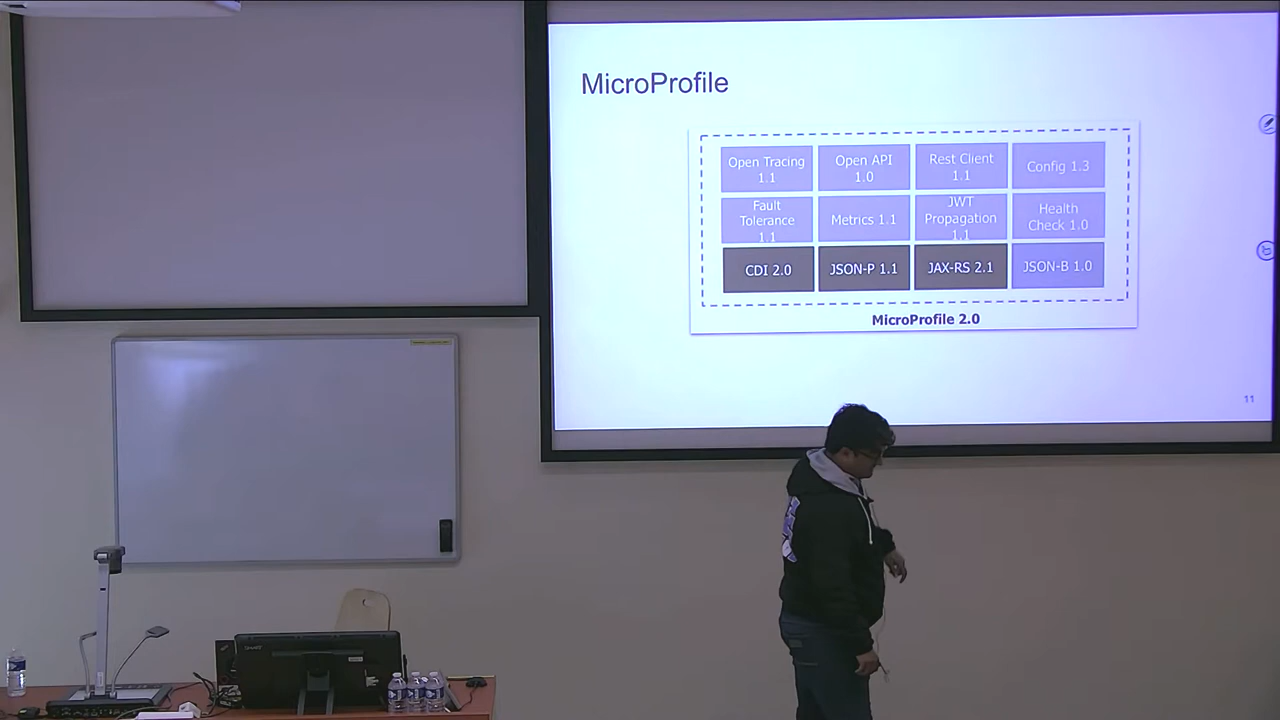 MicroProfile
Open Tracing
1.1
Open API
1.0
Rest Client
1.1
Config 1.3
Fault
Tolerance
1.1
Metrics 1.1
JWT
Propagation
1.1
Health
Check 1.0
CDI 2.0
JSON-P 1.1
JAX-RS 2.1
JSON-B 1.0
MicroProfile 2.0
11